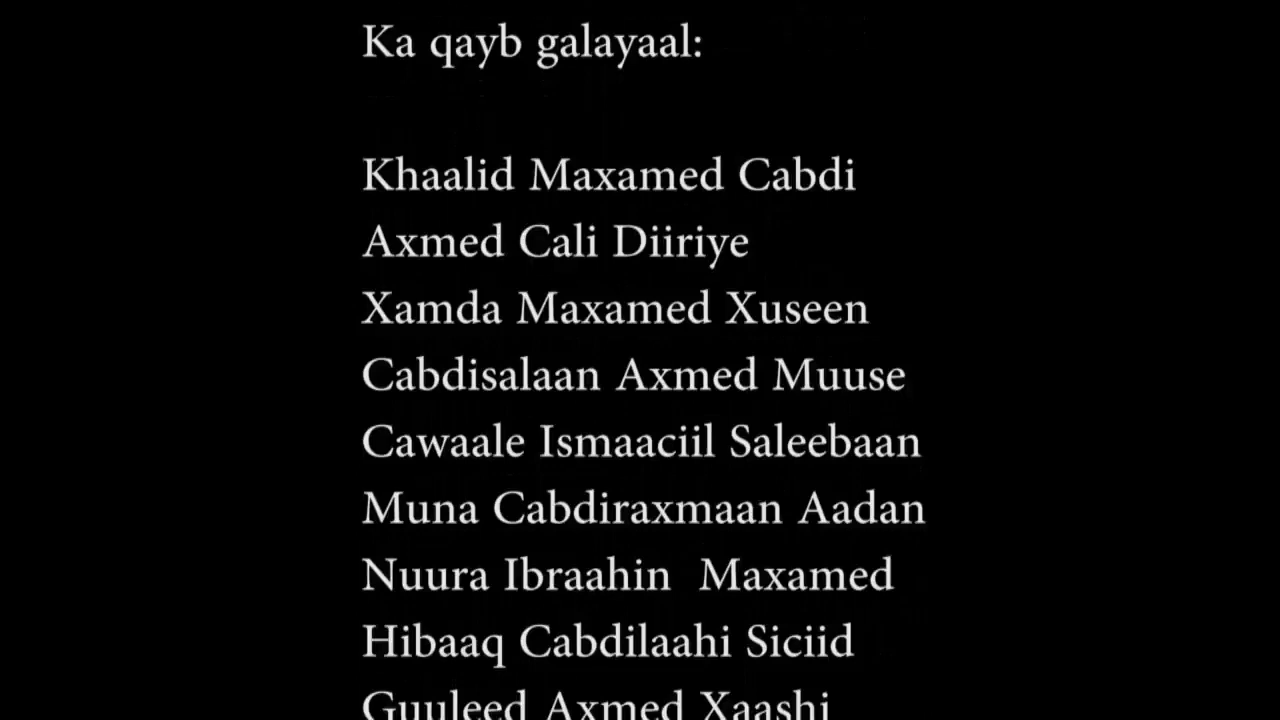 Ka qayb galayaal:
Khaalid Maxamed Cabdi
Axmed Cali Diiriye
Xamda Maxamed Xuseen
Cabdisalaan Axmed Muuse
Cawaale Ismaaciil Saleebaan
Muna Cabdiraxmaan Aadan
Nuura Ibraahin  Maxamed
Hibaaq Cabdilaahi Siciid
Guuleed Axmed Xaashi